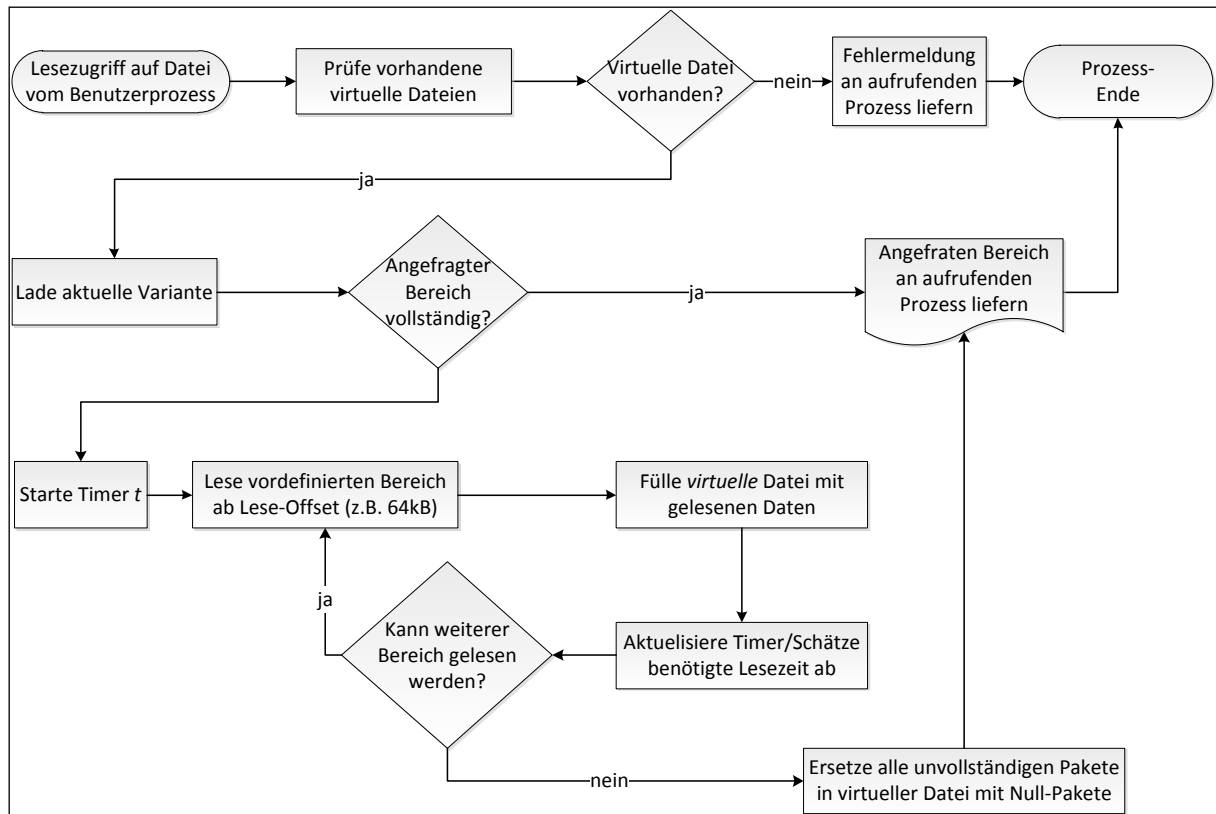 Lesezugriff auf Datei
vom Benutzerprozess
Prüfe vorhandene
virtuelle Dateien
Virtuelle Datei
vorhanden?
nein
Fehlermeldung
an aufrufenden
Prozess liefern
Prozess-
Ende
ja
Lade aktuelle Variante
Angefragter
Bereich
vollständig?
ja
Angefraten Bereich
an aufrufenden
Prozess liefern
Starte Timer t
Lese vordefinierten Bereich
ab Lese-Offset (z.B. 64kB)
Fülle virtuelle Datei mit
gelesenen Daten
ja
Kann weiterer
Bereich gelesen
werden?
Aktuelisiere Timer/Schätze
benötigte Lesezeit ab
nein
Ersetze alle unvollständigen Pakete
in virtueller Datei mit Null-Pakete